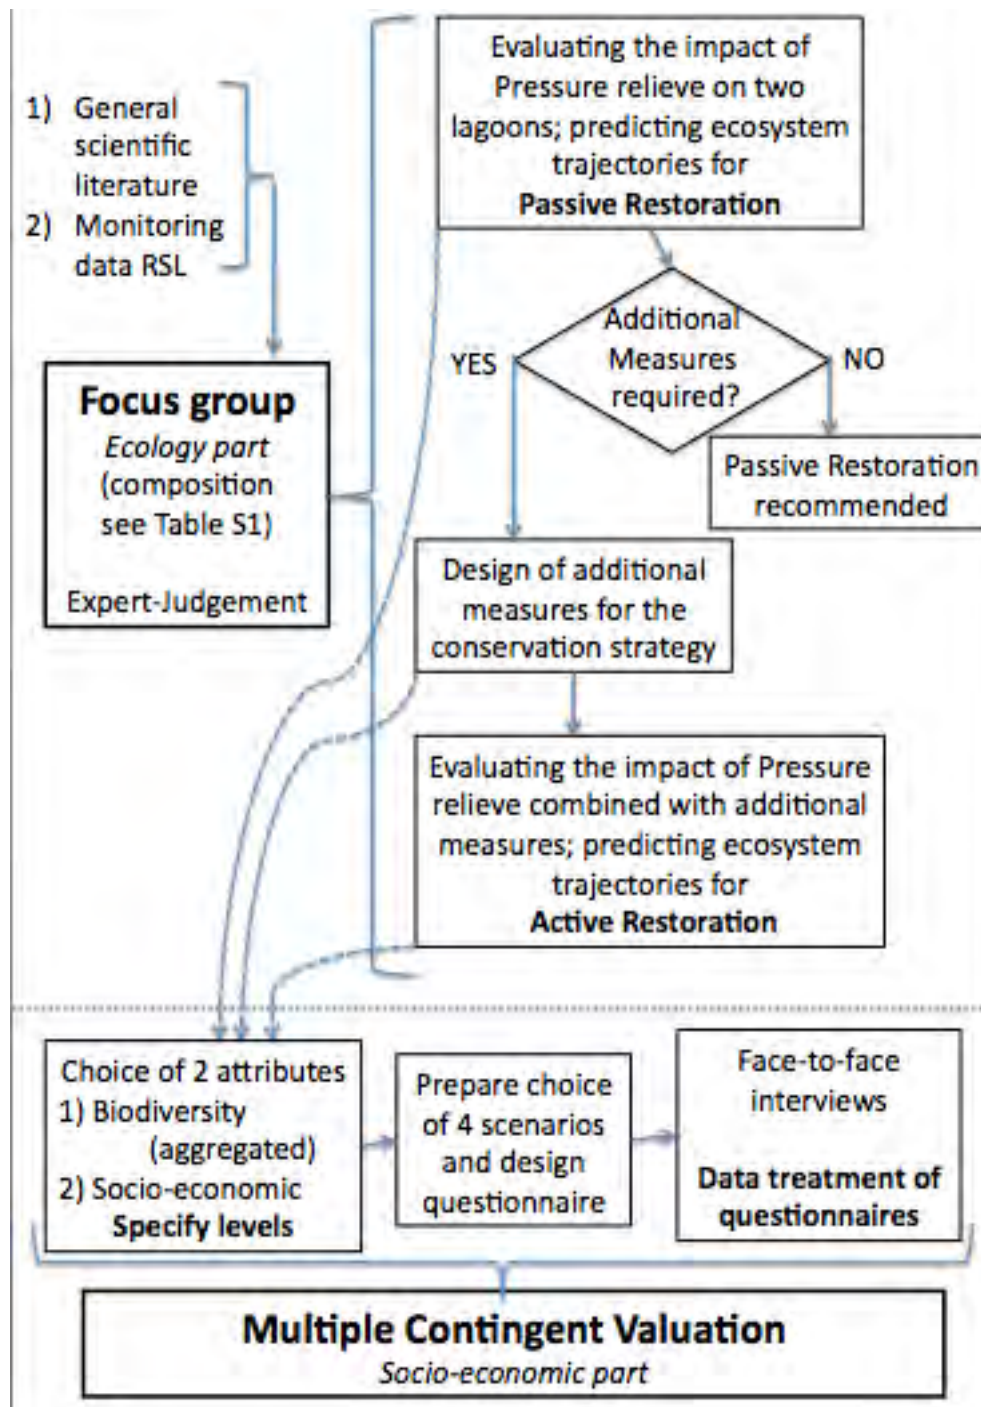 1) General
scientific
literature
2) Monitoring
data RSL
Focus group
Ecology part
(composition
see Table S1)
Expert-Judgement
Evaluating the impact of
Pressure relieve on two
lagoons; predicting ecosystem
trajectories for
Passive Restoration
Additional
Measures
required?
YES
NO
Passive Restoration
recommended
Design of additional
measures for the
conservation strategy
Evaluating the impact of Pressure
relieve combined with additional
measures; predicting ecosystem
trajectories for
Active Restoration
Choice of 2 attributes
1) Biodiversity
(aggregated)
2) Socio-economic
Specify levels
Prepare choice
of 4 scenarios
and design
questionnaire
Face-to-face
interviews
Data treatment of
questionnaires
Multiple Contingent Valuation
Socio-economic part